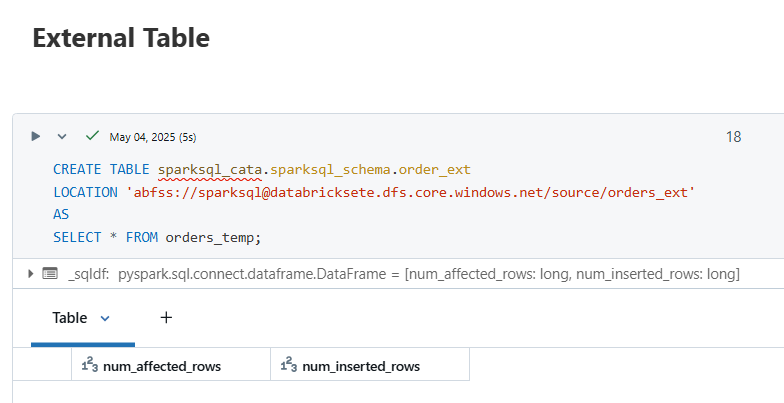 External Table
May 04, 2025 (5s)
18
CREATE TABLE sparksql_cata.sparksql_schema.order_ext
LOCATION 'abfss://sparksql@databricksete.dfs.core.windows.net/source/orders_ext'
AS
SELECT * FROM orders_temp;
_sqldf: pyspark.sql.connect.dataframe.DataFrame = [num_affected_rows: long, num_inserted_rows: long]
Table +
123 num_affected_rows 123 num_inserted_rows